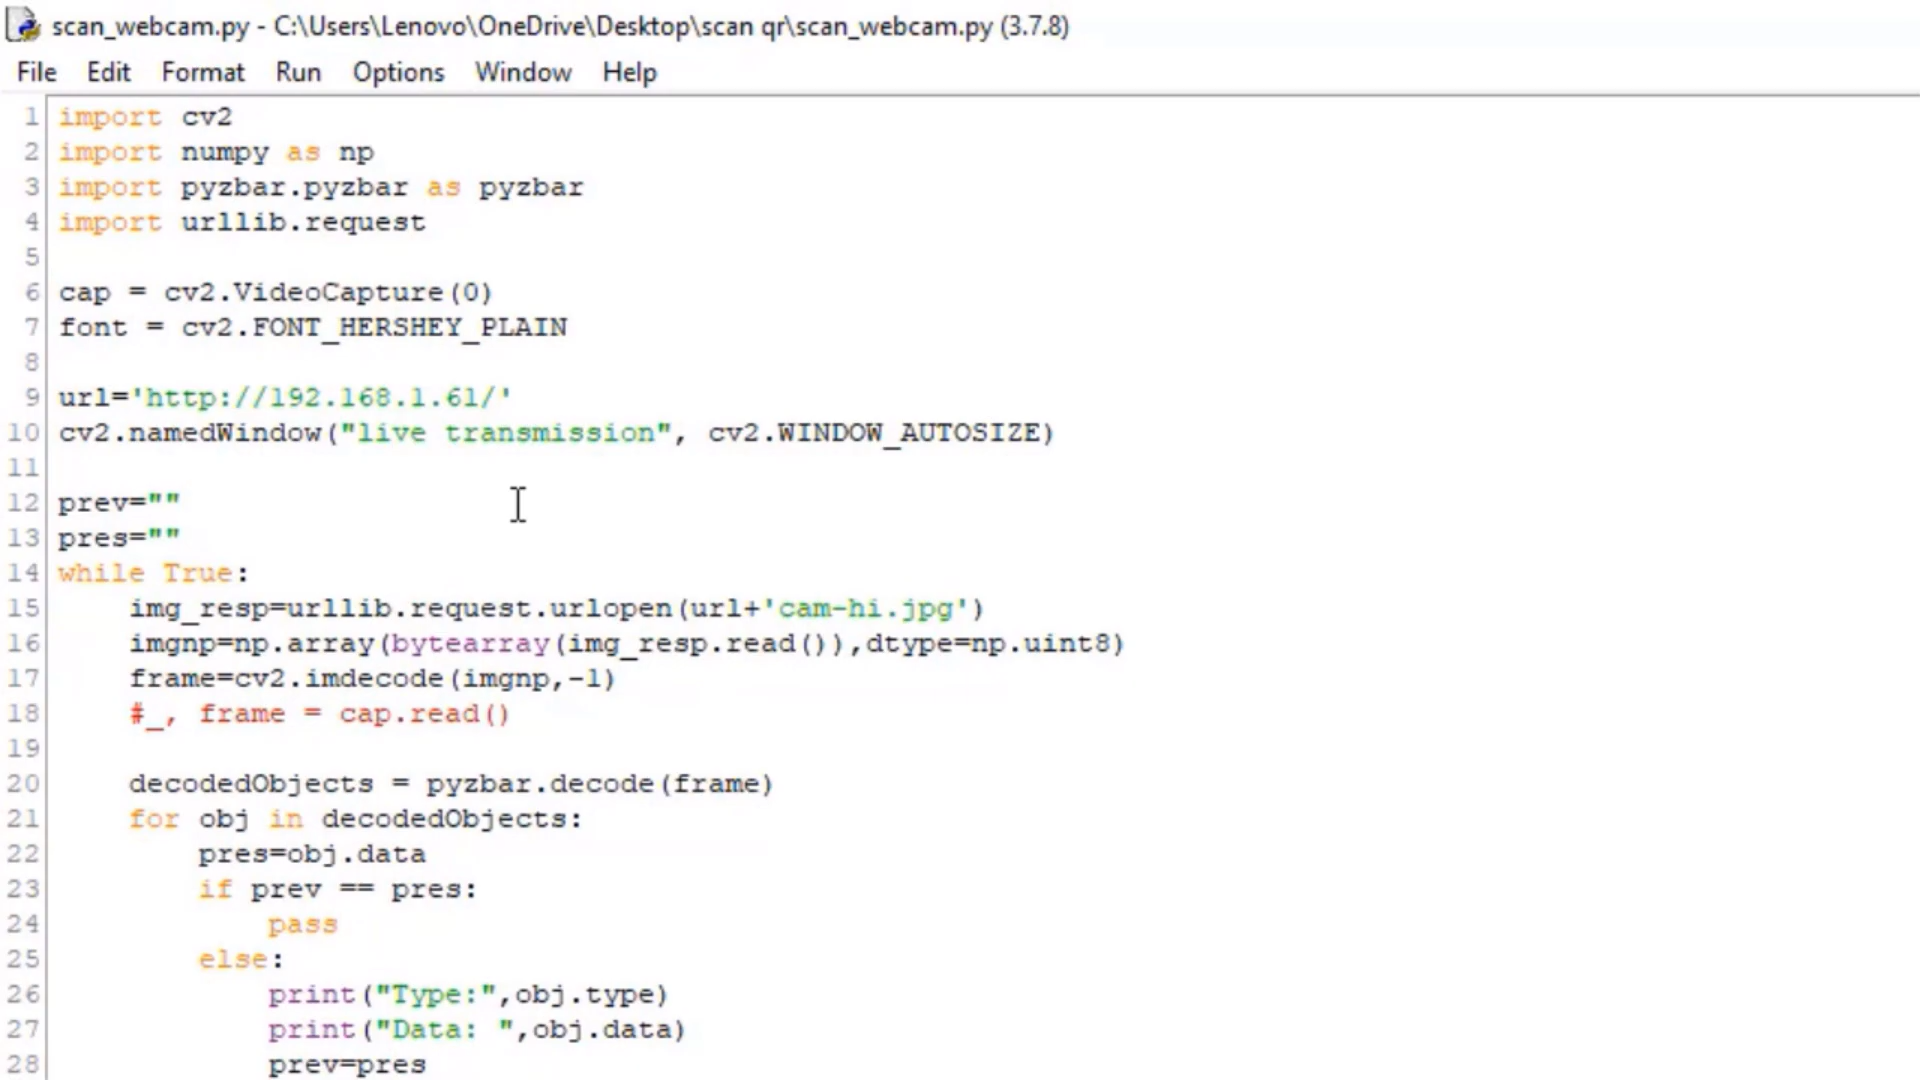 scan_webcam.py - C:\Users\Lenovo\OneDrive\Desktop\scan qr\scan_webcam.py (3.7.8)
File Edit Format Run Options Window Help
1 import cv2
2 import numpy as np
3 import pyzbar.pyzbar as pyzbar
4 import urllib.request
5
6 cap = cv2.VideoCapture(0)
7 font = cv2.FONT_HERSHEY_PLAIN
8
9 url='http://192.168.1.61/'
10 cv2.namedWindow("live transmission", cv2.WINDOW_AUTOSIZE)
11
12 prev=""
13 pres=""
14 while True:
15     img_resp=urllib.request.urlopen(url+'cam-hi.jpg')
16     imgnp=np.array(bytearray(img_resp.read()),dtype=np.uint8)
17     frame=cv2.imdecode(imgnp,-1)
18     #_, frame = cap.read()
19
20     decodedObjects = pyzbar.decode(frame)
21     for obj in decodedObjects:
22         pres=obj.data
23         if prev == pres:
24             pass
25         else:
26             print("Type:",obj.type)
27             print("Data: ",obj.data)
28             prev=pres